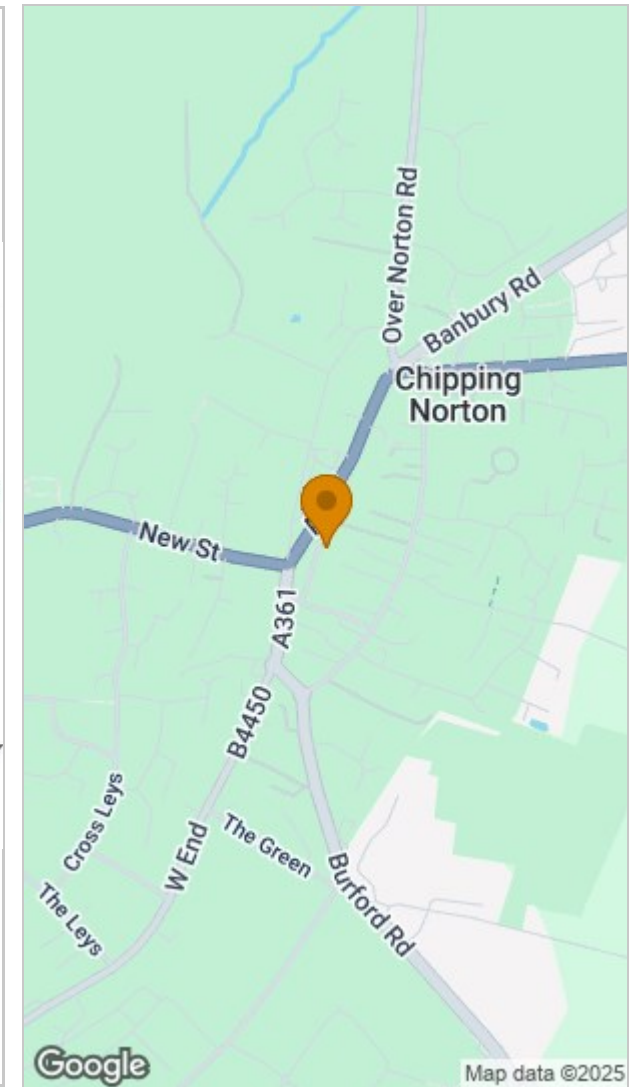 Over Norton Rd
Banbury Rd
Chipping
Norton
New St
A361
B4450
Cross Leys
W End
The Green
The Leys
Burford Rd
Google
Map data ©2025